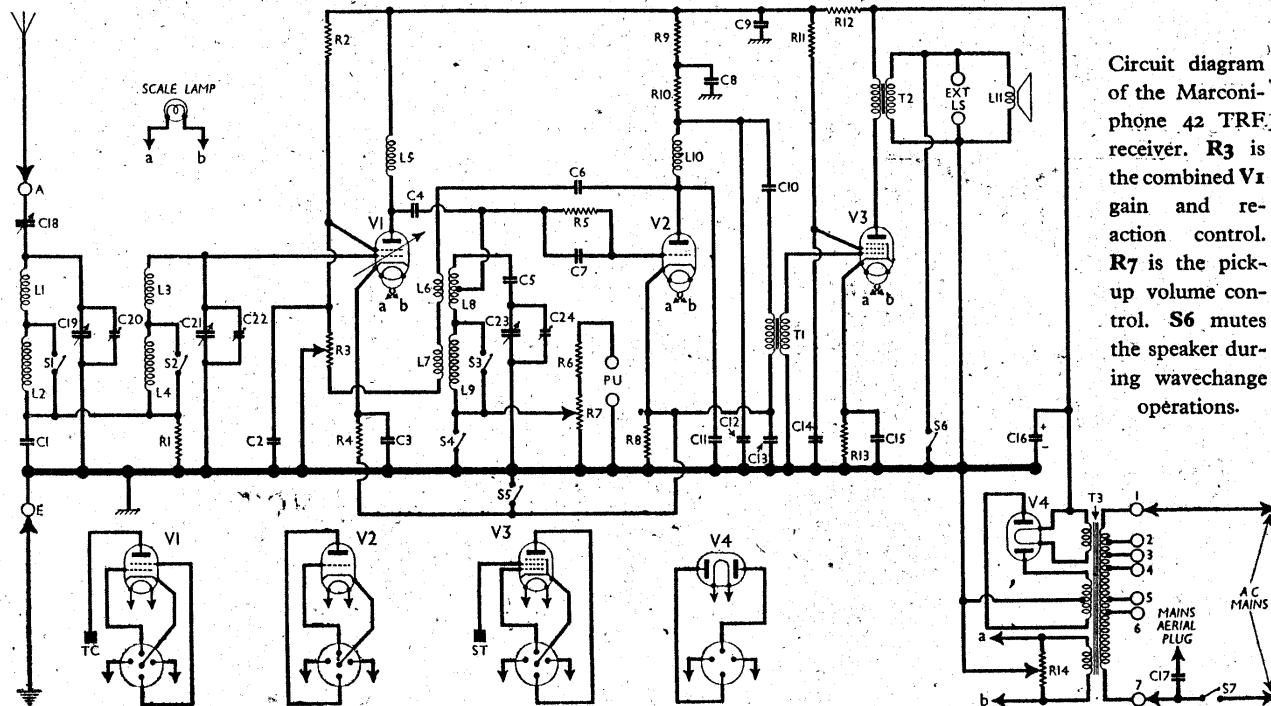 SCALE LAMP
a b
A
C18
L1
L2
C19
C20
S1
C1
E
L3
L4
C21
C22
S2
R1
R2
R3
C2
L5
C4
V1
a b
R4
C3
C6
L6
L7
L8
L9
C5
C23
C24
S3
S4
S5
R5
C7
R6
R7
PU
R9
R10
C8
C9
L10
V2
a b
R8
C10
C11
C12
C13
T1
R11
R12
C14
V3
a b
R13
C15
T2
EXT
LS
L11
S6
C16
+
−
Circuit diagram
of the Marconi-
phone 42 TRF
receiver. R3 is
the combined V1
gain and re-
action control.
R7 is the pick-
up volume con-
trol. S6 mutes
the speaker dur-
ing wavechange
operations.
V1
TC
V2
V3
ST
V4
V4
T3
1
2
3
4
5
6
7
a
b
R14
MAINS
AERIAL
PLUG
C17
S7
A C
MAINS